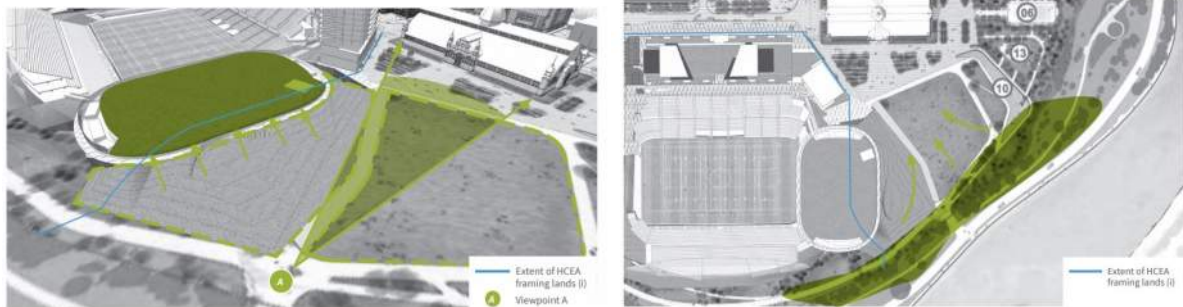 A
Extent of HCEA
framing lands (i)
A Viewpoint A
06
13
10
Extent of HCEA
framing lands (i)